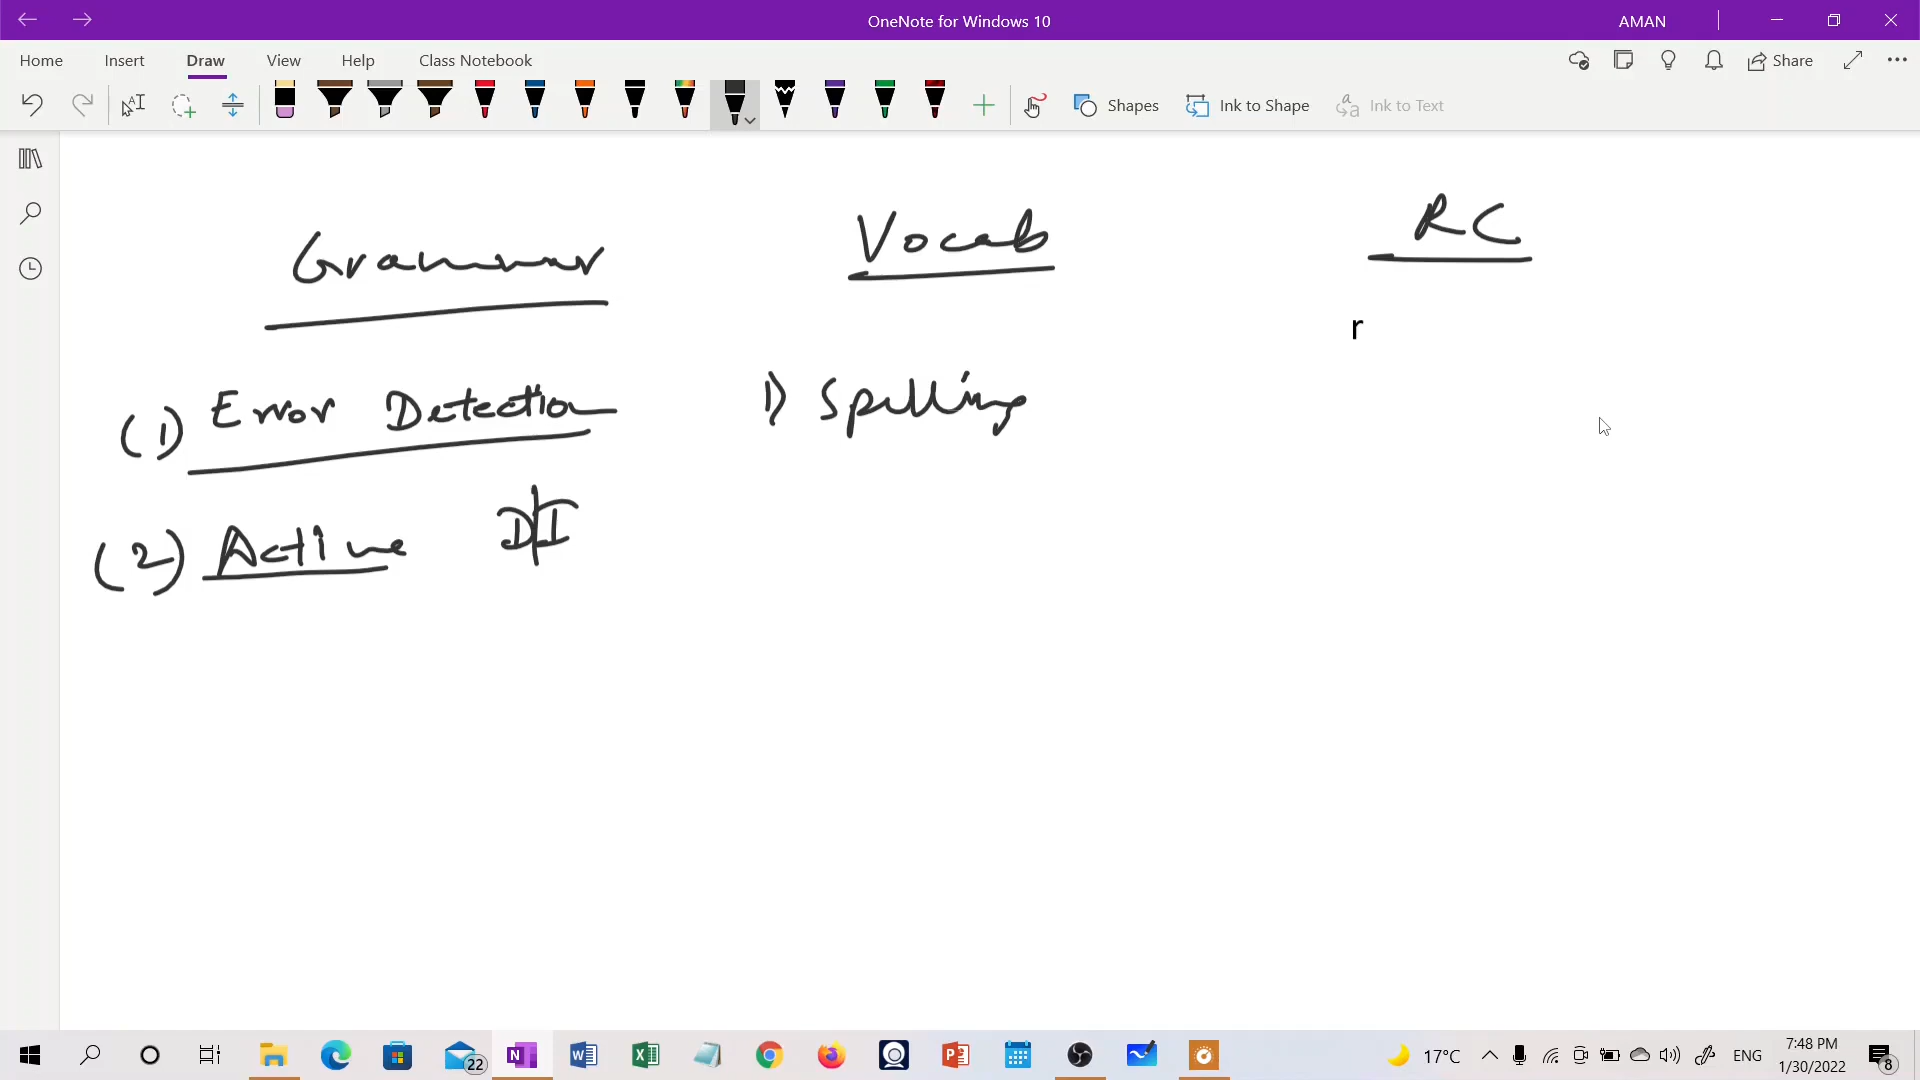 OneNote for Windows 10
AMAN
Home Insert Draw View Help Class Notebook
Share
Shapes Ink to Shape Ink to Text
Grammar
Vocab
RC
r
(1) Error Detection
1) Spelling
(2) Active D/I
22
17°C
ENG
7:48 PM
1/30/2022
8